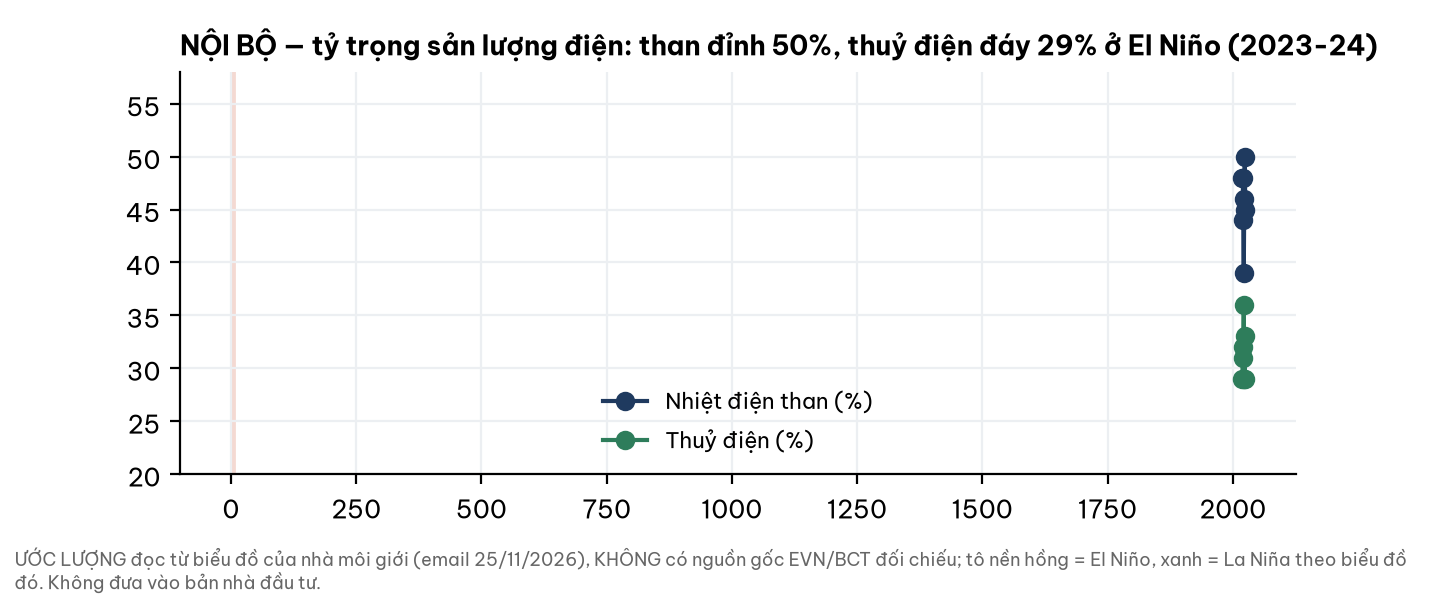 NỘI BỘ — tỷ trọng sản lượng điện: than đỉnh 50%, thuỷ điện đáy 29% ở El Niño (2023-24)
55
50
45
40
35
30
25
20
Nhiệt điện than (%)
Thuỷ điện (%)
0 250 500 750 1000 1250 1500 1750 2000
ƯỚC LƯỢNG đọc từ biểu đồ của nhà môi giới (email 25/11/2026), KHÔNG có nguồn gốc EVN/BCT đối chiếu; tô nền hồng = El Niño, xanh = La Niña theo biểu đồ
đó. Không đưa vào bản nhà đầu tư.